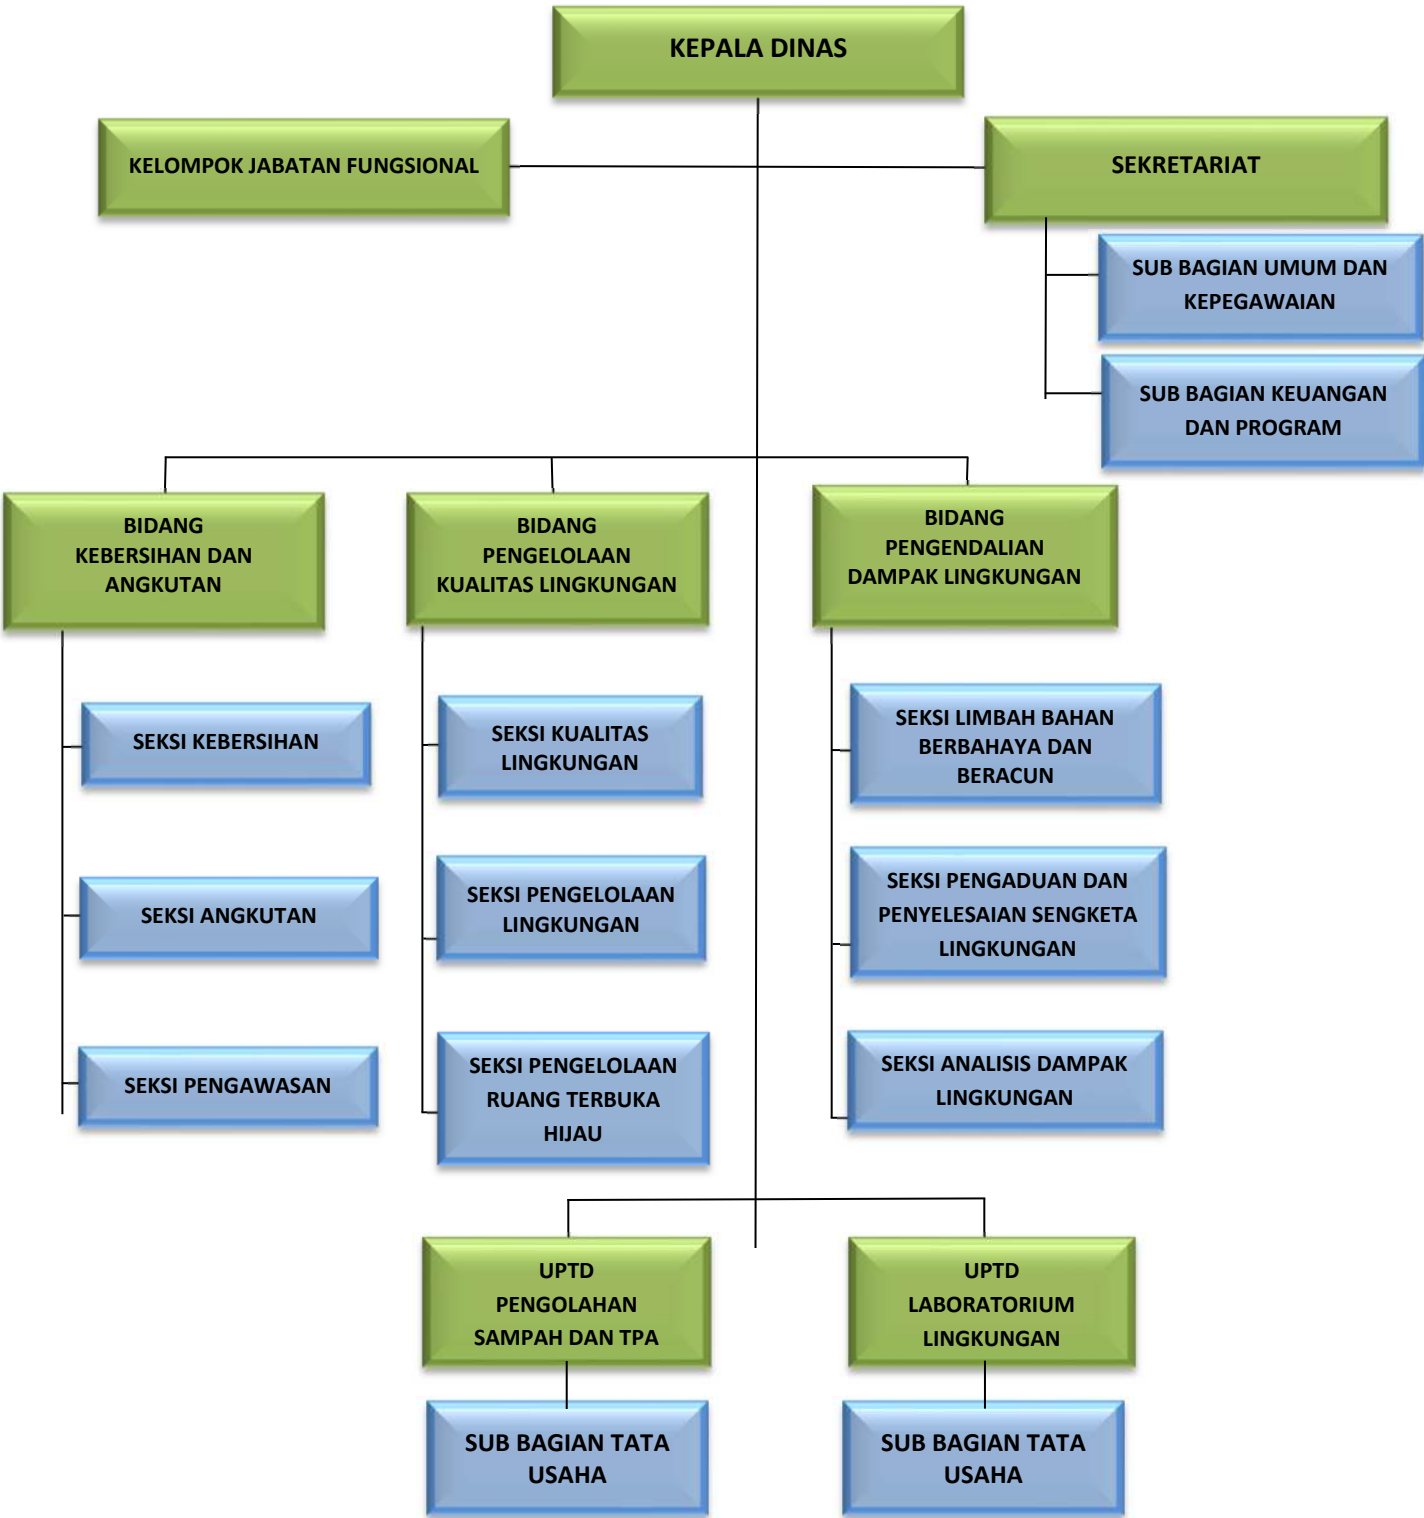 KEPALA DINAS
KELOMPOK JABATAN FUNGSIONAL
SEKRETARIAT
SUB BAGIAN UMUM DAN
KEPEGAWAIAN
SUB BAGIAN KEUANGAN
DAN PROGRAM
BIDANG
KEBERSIHAN DAN
ANGKUTAN
BIDANG
PENGELOLAAN
KUALITAS LINGKUNGAN
BIDANG
PENGENDALIAN
DAMPAK LINGKUNGAN
SEKSI KEBERSIHAN
SEKSI ANGKUTAN
SEKSI PENGAWASAN
SEKSI KUALITAS
LINGKUNGAN
SEKSI PENGELOLAAN
LINGKUNGAN
SEKSI PENGELOLAAN
RUANG TERBUKA
HIJAU
SEKSI LIMBAH BAHAN
BERBAHAYA DAN
BERACUN
SEKSI PENGADUAN DAN
PENYELESAIAN SENGKETA
LINGKUNGAN
SEKSI ANALISIS DAMPAK
LINGKUNGAN
UPTD
PENGOLAHAN
SAMPAH DAN TPA
SUB BAGIAN TATA
USAHA
UPTD
LABORATORIUM
LINGKUNGAN
SUB BAGIAN TATA
USAHA